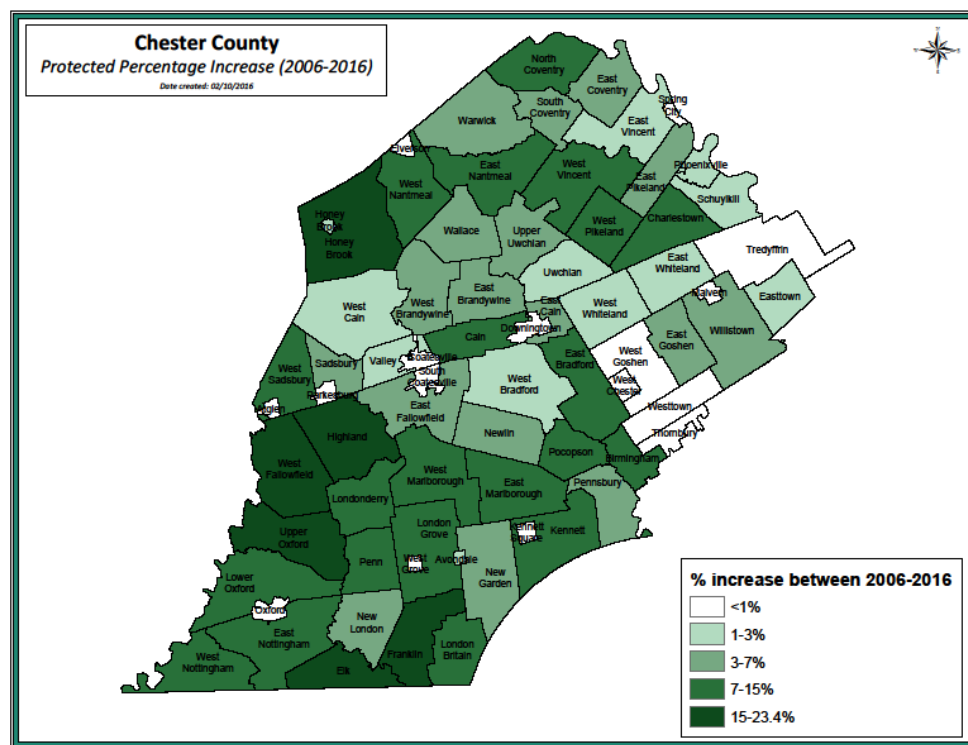 Chester County
Protected Percentage Increase (2006-2016)
Date created: 02/10/2016
North
Coventry
East
Coventry
South
Coventry
Spring
City
Warwick
East
Vincent
Elverson
East
Nantmeal
West
Vincent
Phoenixville
East
Pikeland
West
Nantmeal
Schuylkill
Honey
Brook
Honey
Brook
Wallace
Upper
Uwchlan
West
Pikeland
Charlestown
Tredyffrin
East
Whiteland
Uwchlan
Malvern
Easttown
West
Caln
West
Brandywine
East
Brandywine
East
Caln
West
Whiteland
Downingtown
Caln
East
Goshen
Willistown
West
Goshen
Sadsbury
Valley
Coatesville
South
Coatesville
East
Bradford
West
Sadsbury
West
Bradford
West
Chester
Parkesburg
Atglen
East
Fallowfield
Westtown
Thornbury
Highland
Newlin
Pocopson
Birmingham
West
Fallowfield
West
Marlborough
East
Marlborough
Pennsbury
Londonderry
London
Grove
Kennett
Square
Kennett
Upper
Oxford
Penn
West
Grove
Avondale
New
Garden
Lower
Oxford
Oxford
New
London
East
Nottingham
West
Nottingham
Elk
Franklin
London
Britain
% increase between 2006-2016
<1%
1-3%
3-7%
7-15%
15-23.4%